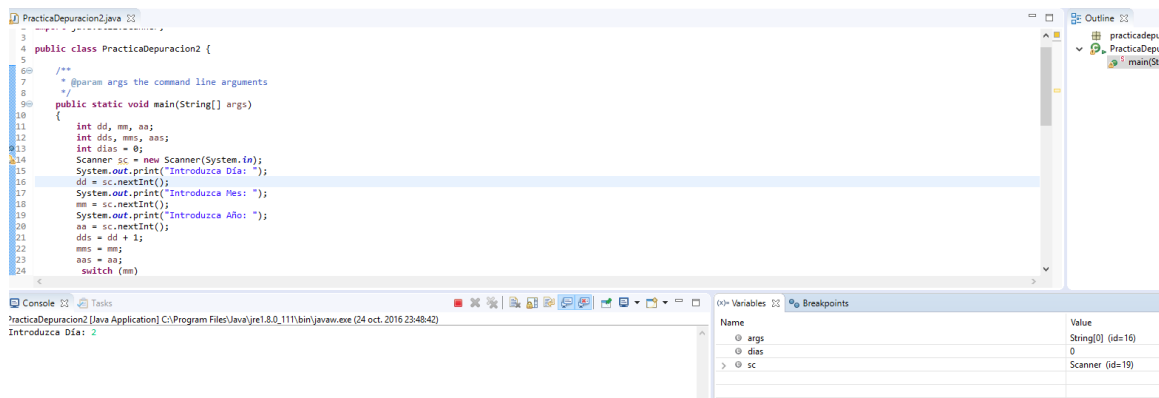 PracticaDepuracion2.java
Outline
3
4 public class PracticaDepuracion2 {
5
6 /**
7 * @param args the command line arguments
8 */
9 public static void main(String[] args)
10 {
11 int dd, mm, aa;
12 int dds, mms, aas;
13 int dias = 0;
14 Scanner sc = new Scanner(System.in);
15 System.out.print("Introduzca Día: ");
16 dd = sc.nextInt();
17 System.out.print("Introduzca Mes: ");
18 mm = sc.nextInt();
19 System.out.print("Introduzca Año: ");
20 aa = sc.nextInt();
21 dds = dd + 1;
22 mms = mm;
23 aas = aa;
24 switch (mm)
practicadepu
PracticaDepu
main(St
Console Tasks
PracticaDepuracion2 [Java Application] C:\Program Files\Java\jre1.8.0_111\bin\javaw.exe (24 oct. 2016 23:48:42)
Introduzca Día: 2
(x)= Variables Breakpoints
Name Value
args String[0] (id=16)
dias 0
sc Scanner (id=19)